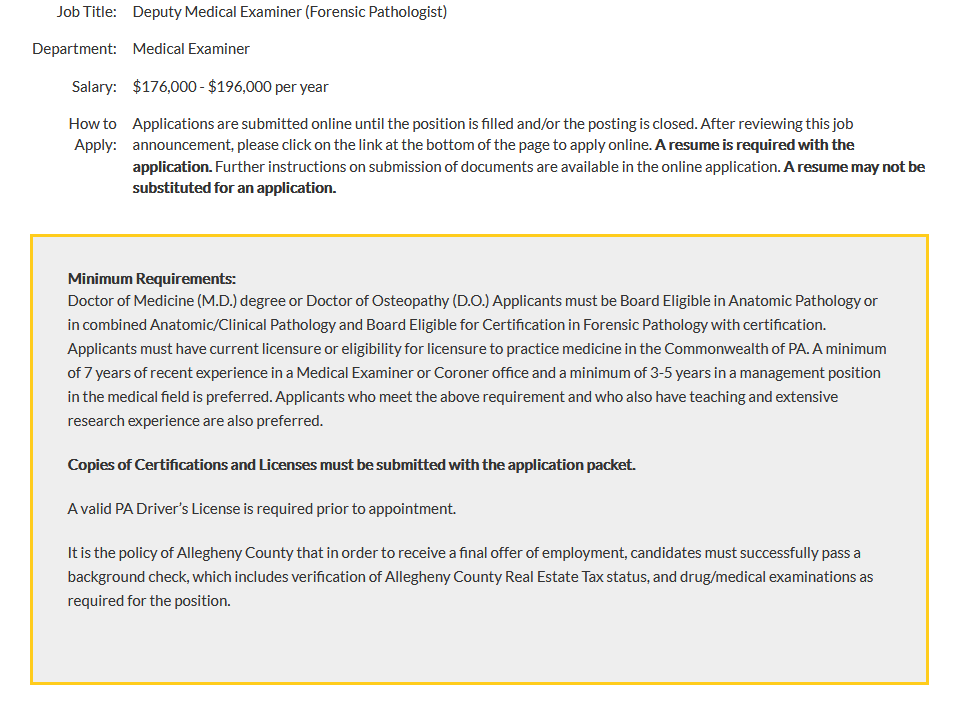 Job Title: Deputy Medical Examiner (Forensic Pathologist)
Department: Medical Examiner
Salary: $176,000 - $196,000 per year
How to Apply: Applications are submitted online until the position is filled and/or the posting is closed. After reviewing this job
announcement, please click on the link at the bottom of the page to apply online. A resume is required with the
application. Further instructions on submission of documents are available in the online application. A resume may not be
substituted for an application.
Minimum Requirements:
Doctor of Medicine (M.D.) degree or Doctor of Osteopathy (D.O.) Applicants must be Board Eligible in Anatomic Pathology or
in combined Anatomic/Clinical Pathology and Board Eligible for Certification in Forensic Pathology with certification.
Applicants must have current licensure or eligibility for licensure to practice medicine in the Commonwealth of PA. A minimum
of 7 years of recent experience in a Medical Examiner or Coroner office and a minimum of 3-5 years in a management position
in the medical field is preferred. Applicants who meet the above requirement and who also have teaching and extensive
research experience are also preferred.
Copies of Certifications and Licenses must be submitted with the application packet.
A valid PA Driver’s License is required prior to appointment.
It is the policy of Allegheny County that in order to receive a final offer of employment, candidates must successfully pass a
background check, which includes verification of Allegheny County Real Estate Tax status, and drug/medical examinations as
required for the position.